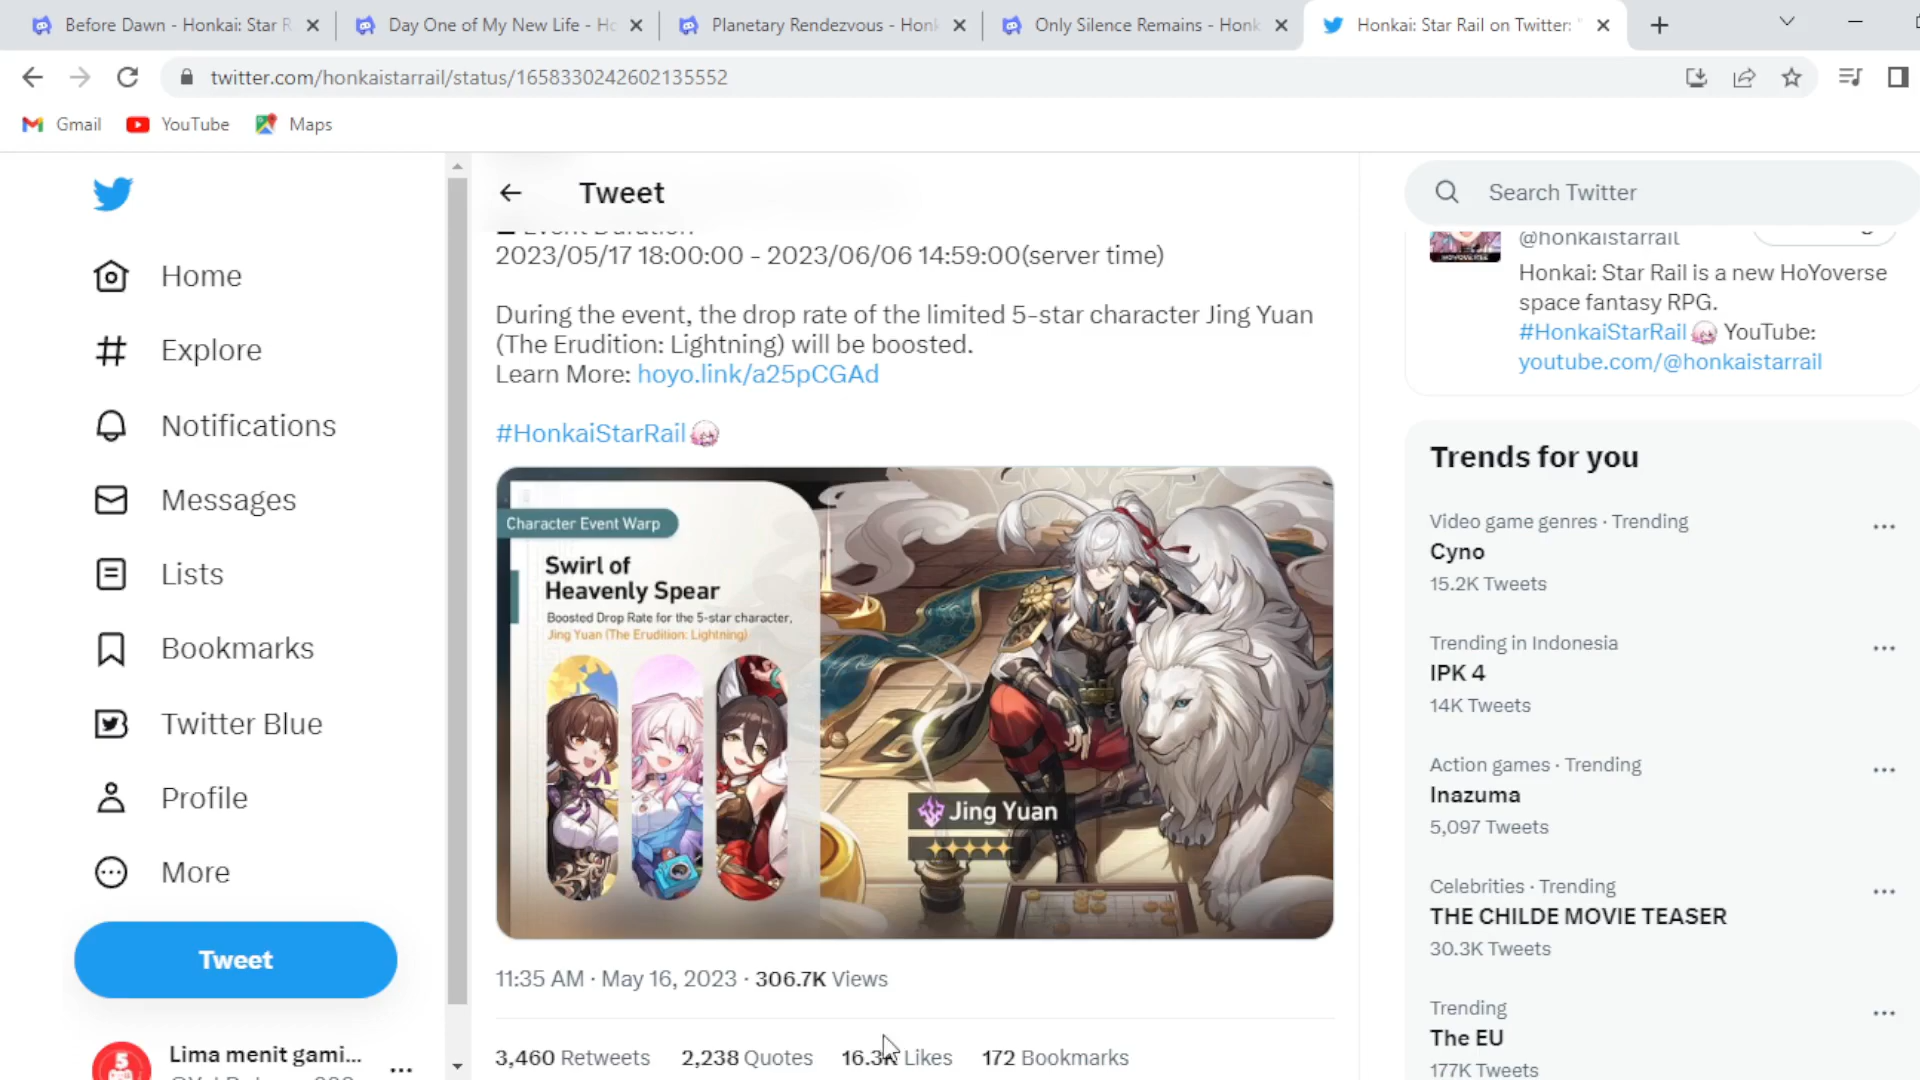 Before Dawn - Honkai: Star R
Day One of My New Life - Ho
Planetary Rendezvous - Honk
Only Silence Remains - Honk
Honkai: Star Rail on Twitter: "
twitter.com/honkaistarrail/status/1658330242602135552
Gmail
YouTube
Maps
Home
Explore
Notifications
Messages
Lists
Bookmarks
Twitter Blue
Profile
More
Tweet
Lima menit gami...
Tweet
Event Duration
2023/05/17 18:00:00 - 2023/06/06 14:59:00(server time)
During the event, the drop rate of the limited 5-star character Jing Yuan
(The Erudition: Lightning) will be boosted.
Learn More: hoyo.link/a25pCGAd
#HonkaiStarRail
Character Event Warp
Swirl of
Heavenly Spear
Boosted Drop Rate for the 5-star character,
Jing Yuan (The Erudition: Lightning)
Jing Yuan
11:35 AM · May 16, 2023 · 306.7K Views
3,460 Retweets 2,238 Quotes 16.3K Likes 172 Bookmarks
Search Twitter
@honkaistarrail
HOYOVERSE
Honkai: Star Rail is a new HoYoverse
space fantasy RPG.
#HonkaiStarRail YouTube:
youtube.com/@honkaistarrail
Trends for you
Video game genres · Trending
Cyno
15.2K Tweets
Trending in Indonesia
IPK 4
14K Tweets
Action games · Trending
Inazuma
5,097 Tweets
Celebrities · Trending
THE CHILDE MOVIE TEASER
30.3K Tweets
Trending
The EU
177K Tweets